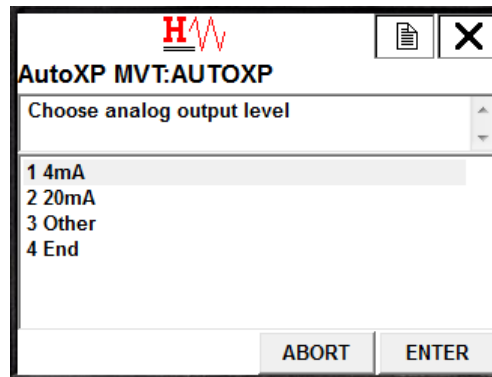 H
AutoXP MVT:AUTOXP
Choose analog output level
1 4mA
2 20mA
3 Other
4 End
ABORT ENTER